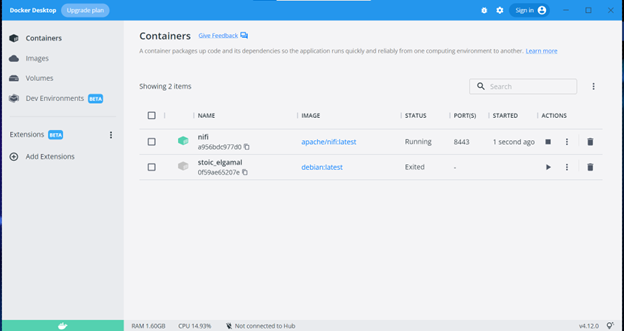 Docker Desktop Upgrade plan Sign in
Containers
Images
Volumes
Dev Environments BETA
Extensions BETA
Add Extensions
Containers Give Feedback
A container packages up code and its dependencies so the application runs quickly and reliably from one computing environment to another. Learn more
Showing 2 items
Search
NAME IMAGE STATUS PORT(S) STARTED ACTIONS
nifi
a956bdc977d0
apache/nifi:latest Running 8443 1 second ago
stoic_elgamal
0f59ae65207e
debian:latest Exited -
RAM 1.60GB CPU 14.93% Not connected to Hub v4.12.0